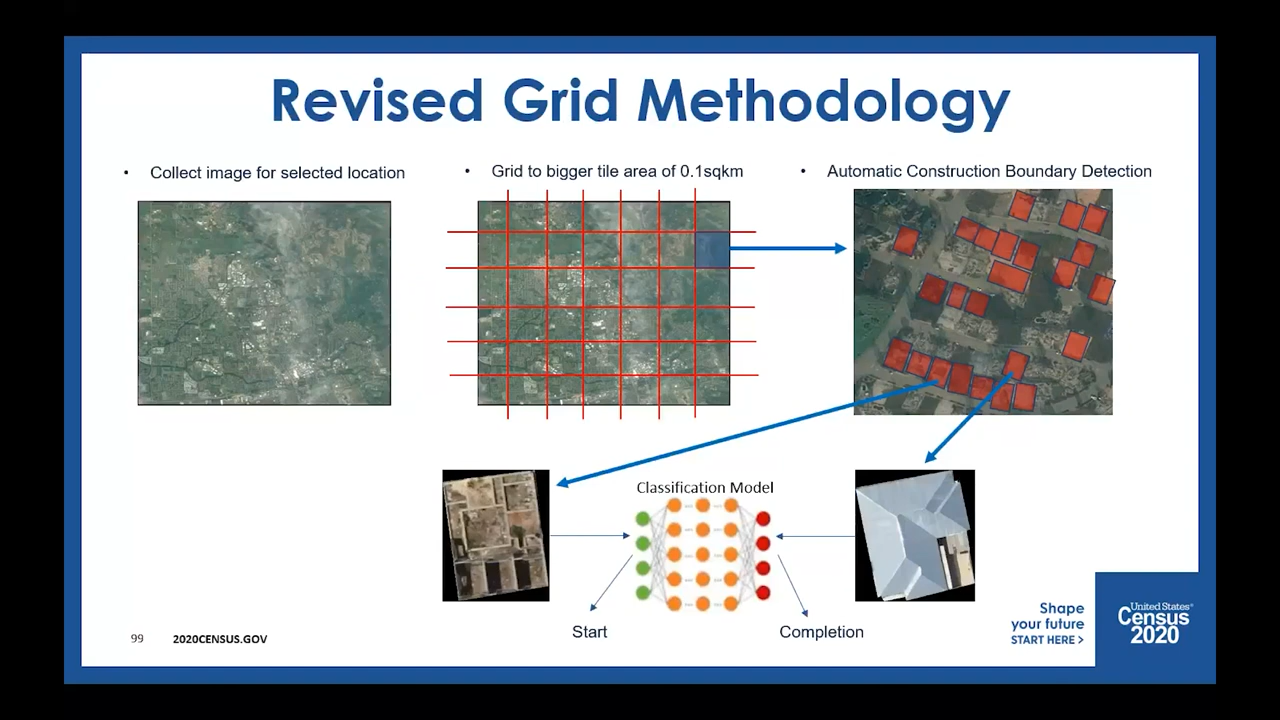 Revised Grid Methodology
• Collect image for selected location
• Grid to bigger tile area of 0.1sqkm
• Automatic Construction Boundary Detection
Classification Model
Start
Completion
99
2020CENSUS.GOV
Shape
your future
START HERE >
United States®
Census
2020